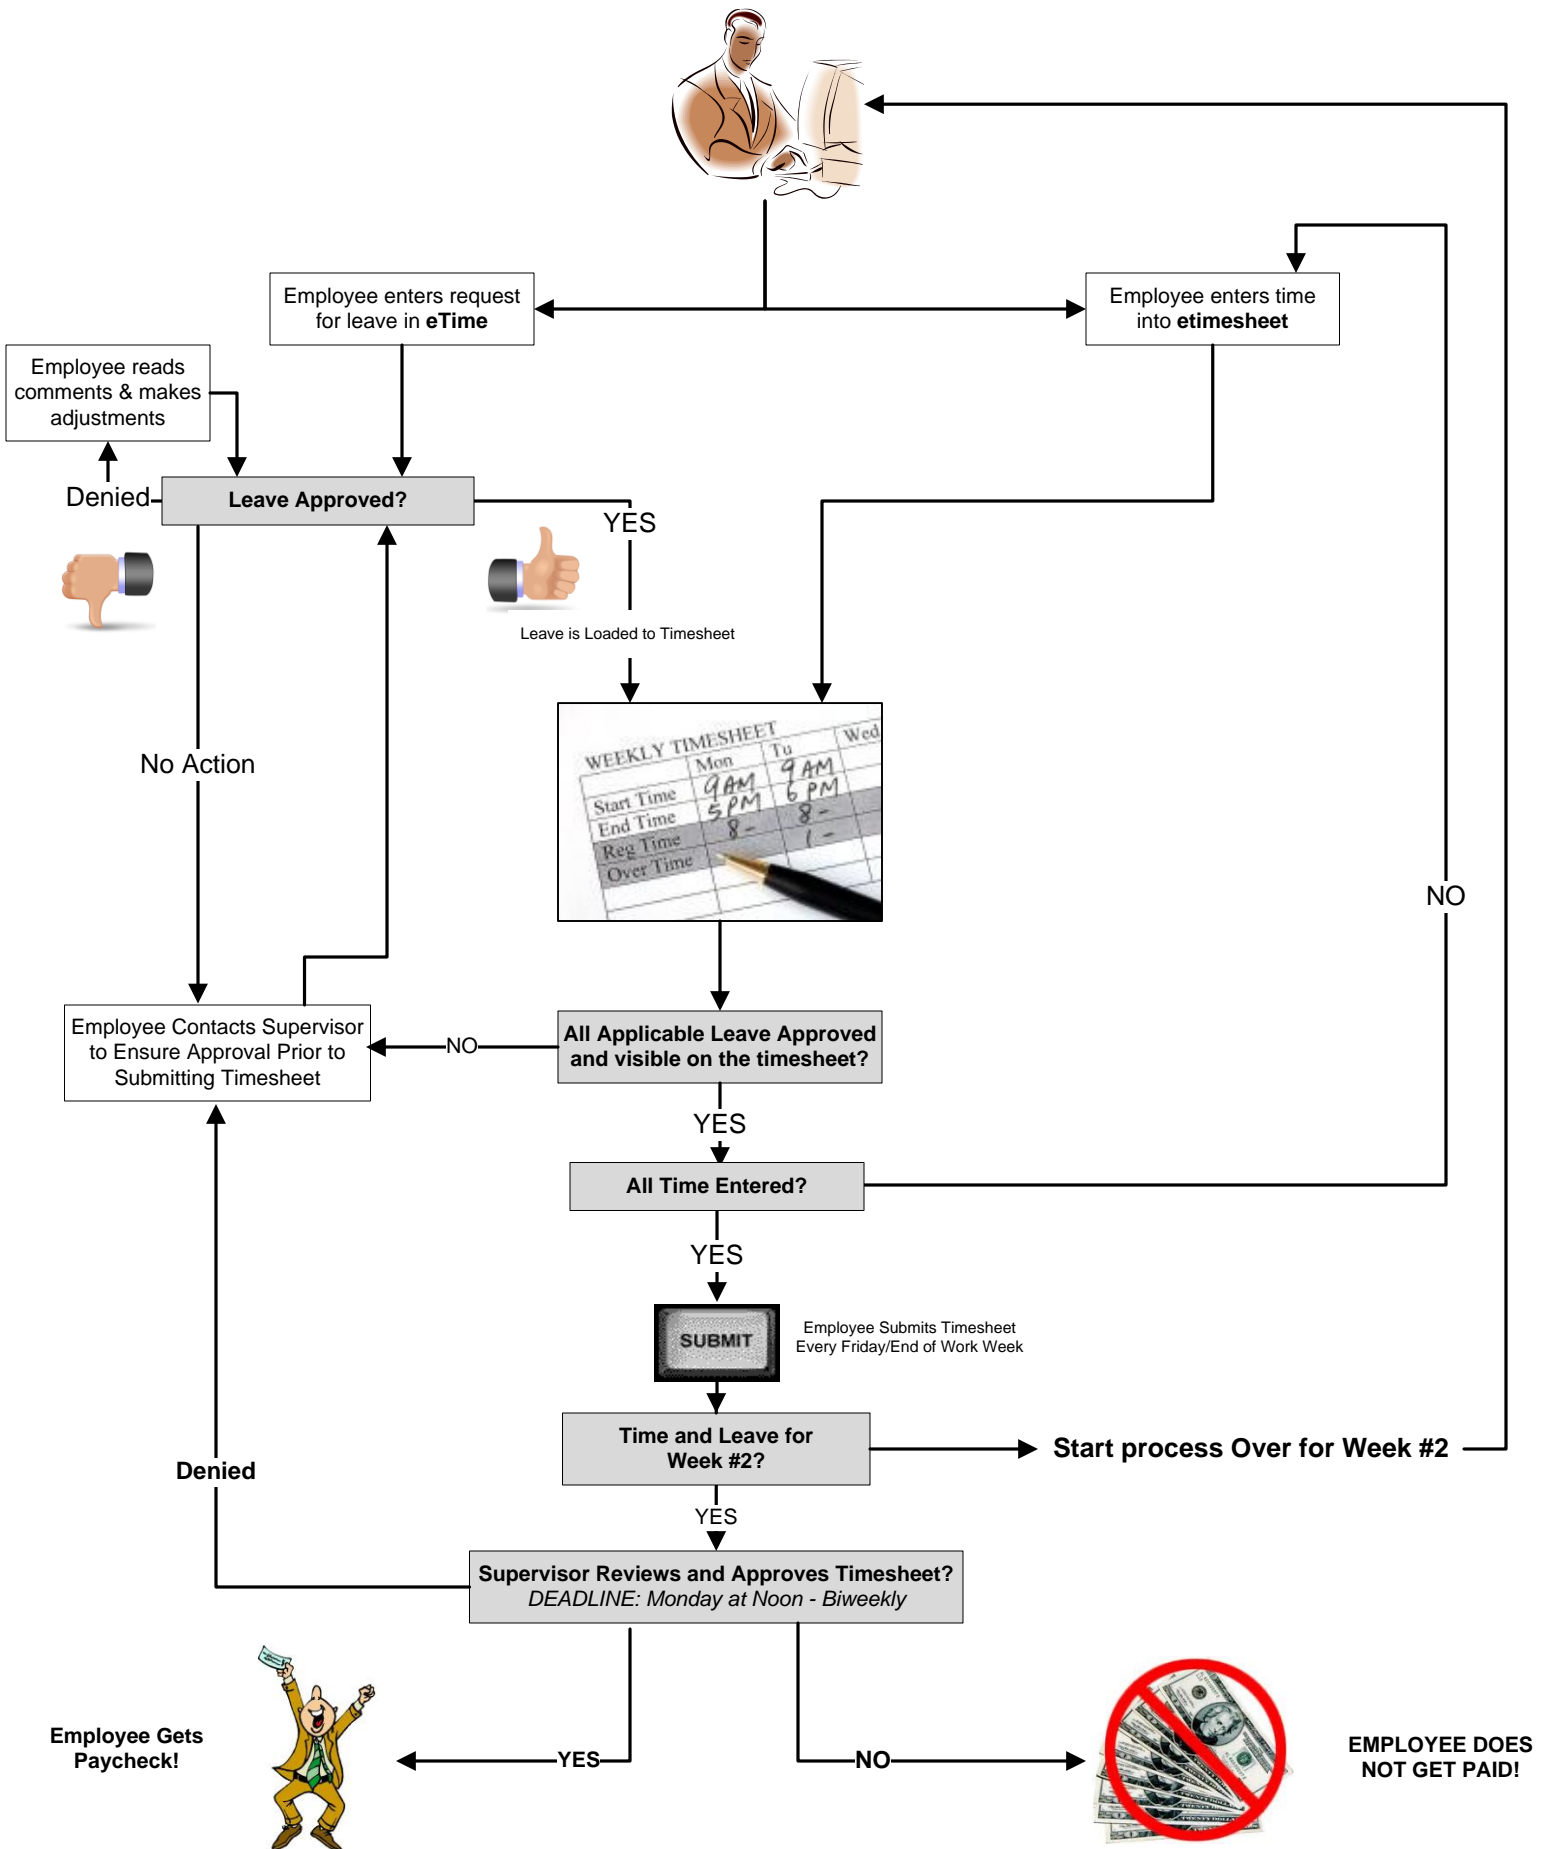 Employee enters request
for leave in eTime
Employee enters time
into etimesheet
Employee reads
comments & makes
adjustments
Denied
Leave Approved?
YES
Leave is Loaded to Timesheet
WEEKLY TIMESHEET
Mon Tu Wed
Start Time 9AM 9AM
End Time 5PM 6PM
Reg Time 8- 8-
Over Time 1-
No Action
NO
Employee Contacts Supervisor
to Ensure Approval Prior to
Submitting Timesheet
NO
All Applicable Leave Approved
and visible on the timesheet?
YES
All Time Entered?
YES
SUBMIT
Employee Submits Timesheet
Every Friday/End of Work Week
Time and Leave for
Week #2?
Start process Over for Week #2
Denied
YES
Supervisor Reviews and Approves Timesheet?
DEADLINE: Monday at Noon - Biweekly
Employee Gets
Paycheck!
YES
NO
EMPLOYEE DOES
NOT GET PAID!